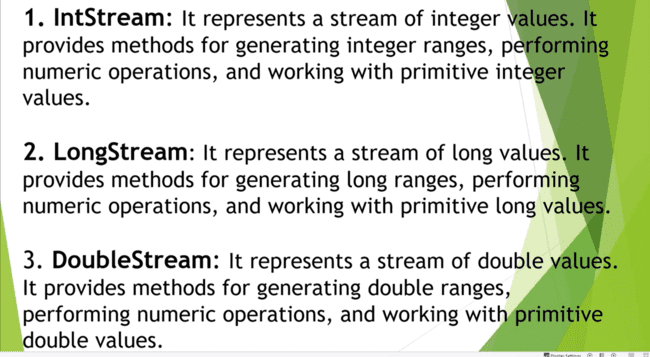 1. IntStream: It represents a stream of integer values. It
provides methods for generating integer ranges, performing
numeric operations, and working with primitive integer
values.
2. LongStream: It represents a stream of long values. It
provides methods for generating long ranges, performing
numeric operations, and working with primitive long values.
3. DoubleStream: It represents a stream of double values.
It provides methods for generating double ranges,
performing numeric operations, and working with primitive
double values.
Display Settings